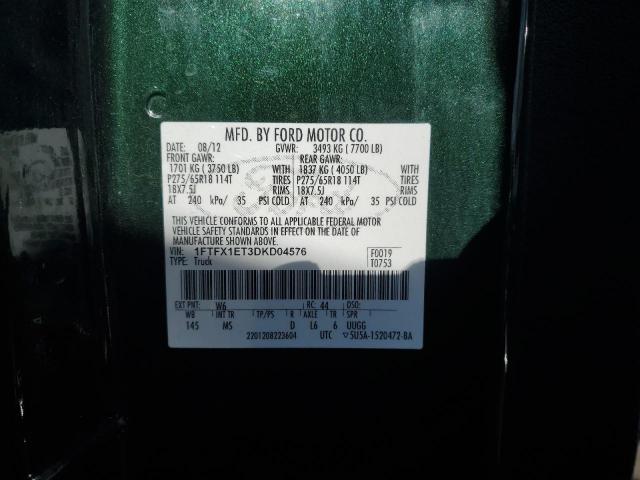 MFD. BY FORD MOTOR CO.
DATE: 08/12 GVWR: 3493 KG (7700 LB)
FRONT GAWR: REAR GAWR:
1701 KG (3750 LB) WITH 1837 KG (4050 LB) WITH
P275/65R18 114T TIRES P275/65R18 114T TIRES
18X7.5J RIMS 18X7.5J RIMS
AT 240 kPa/ 35 PSI COLD AT 240 kPa/ 35 PSI COLD
THIS VEHICLE CONFORMS TO ALL APPLICABLE FEDERAL MOTOR
VEHICLE SAFETY STANDARDS IN EFFECT ON THE DATE OF
MANUFACTURE SHOWN ABOVE.
VIN: 1FTFX1ET3DKD04576 F0019
TYPE: Truck T0753
EXT PNT: W6 RC: 44 DSO:
WB INT TR TP/PS R AXLE TR SPR
145 MS D L6 6 UUGG
2201208223604 UTC ▽5U5A-1520472-BA